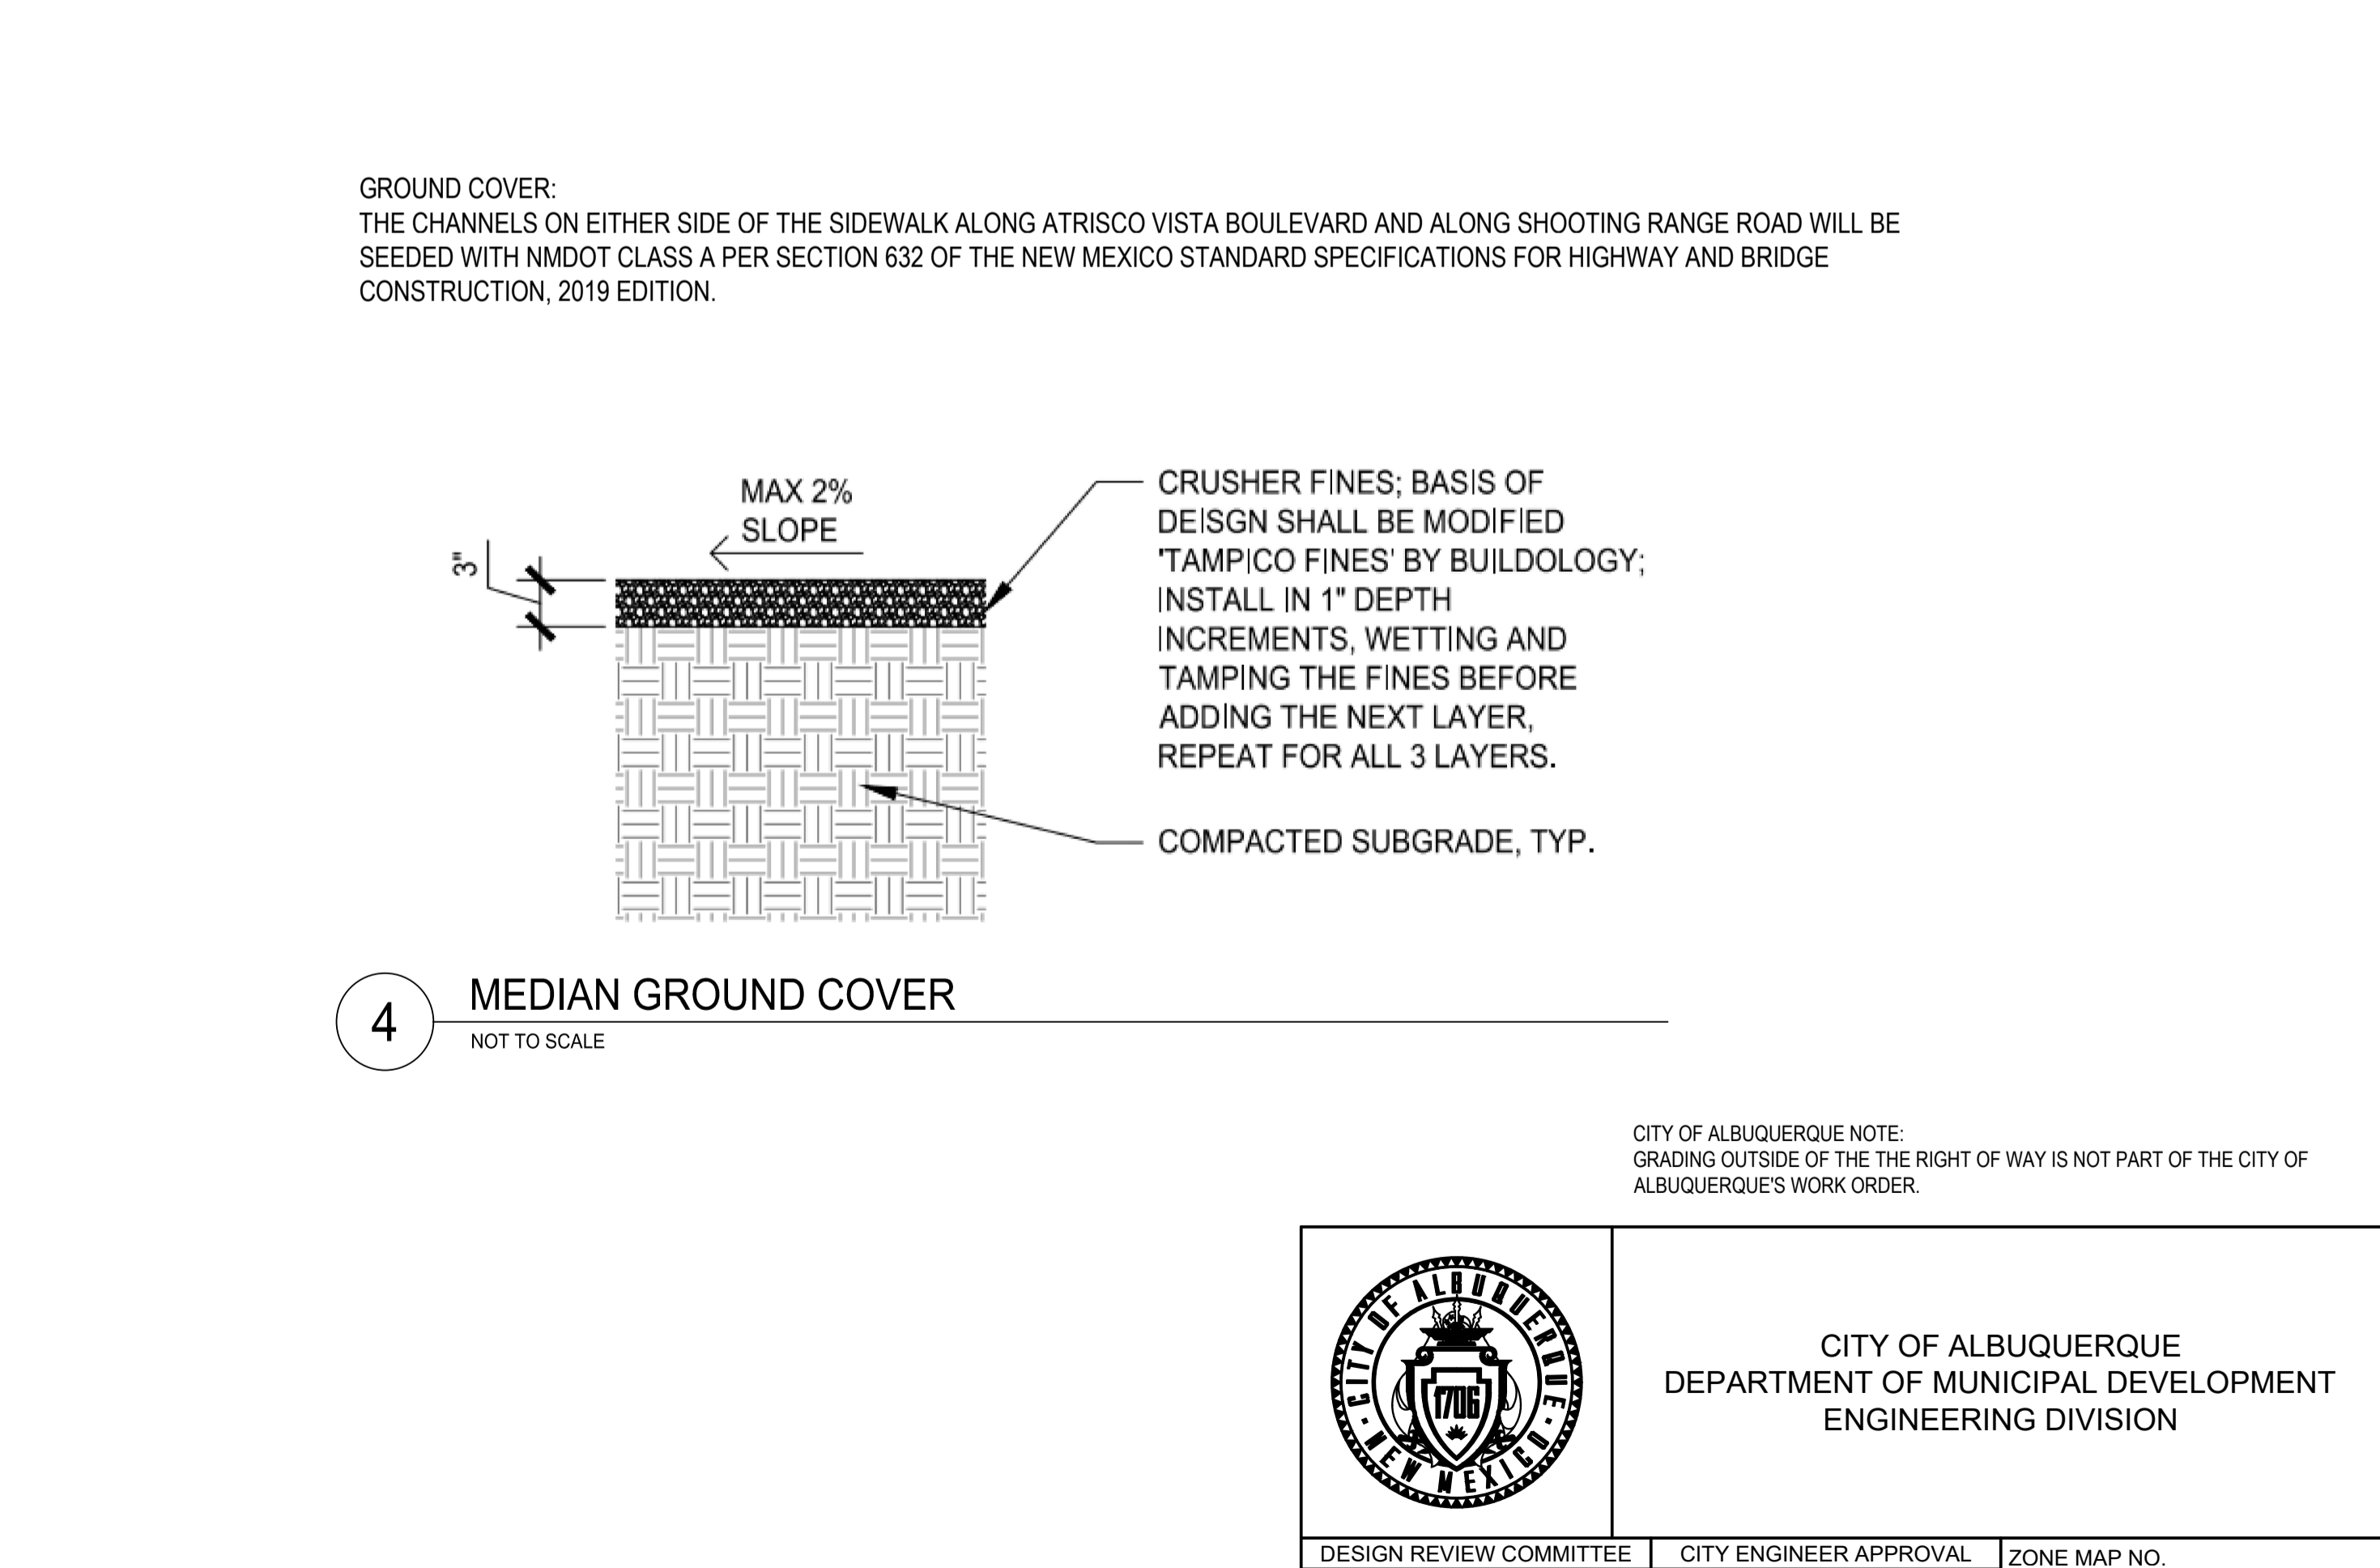 GROUND COVER:
THE CHANNELS ON EITHER SIDE OF THE SIDEWALK ALONG ATRISCO VISTA BOULEVARD AND ALONG SHOOTING RANGE ROAD WILL BE
SEEDED WITH NMDOT CLASS A PER SECTION 632 OF THE NEW MEXICO STANDARD SPECIFICATIONS FOR HIGHWAY AND BRIDGE
CONSTRUCTION, 2019 EDITION.
MAX 2%
SLOPE
3"
CRUSHER FINES; BASIS OF
DEISGN SHALL BE MODIFIED
'TAMPICO FINES' BY BUILDOLOGY;
INSTALL IN 1" DEPTH
INCREMENTS, WETTING AND
TAMPING THE FINES BEFORE
ADDING THE NEXT LAYER,
REPEAT FOR ALL 3 LAYERS.
COMPACTED SUBGRADE, TYP.
4
MEDIAN GROUND COVER
NOT TO SCALE
CITY OF ALBUQUERQUE NOTE:
GRADING OUTSIDE OF THE THE RIGHT OF WAY IS NOT PART OF THE CITY OF
ALBUQUERQUE'S WORK ORDER.
CITY OF ALBUQUERQUE · NEW MEXICO ·
1706
CITY OF ALBUQUERQUE
DEPARTMENT OF MUNICIPAL DEVELOPMENT
ENGINEERING DIVISION
DESIGN REVIEW COMMITTEE
CITY ENGINEER APPROVAL
ZONE MAP NO.